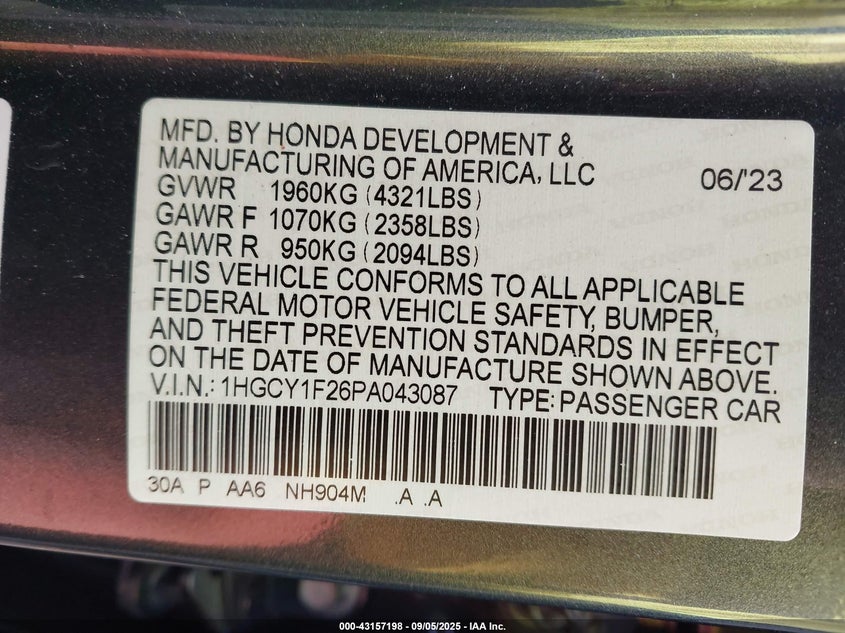 MFD. BY HONDA DEVELOPMENT &
MANUFACTURING OF AMERICA, LLC 06/'23
GVWR 1960KG (4321LBS)
GAWR F 1070KG (2358LBS)
GAWR R 950KG (2094LBS)
THIS VEHICLE CONFORMS TO ALL APPLICABLE
FEDERAL MOTOR VEHICLE SAFETY, BUMPER,
AND THEFT PREVENTION STANDARDS IN EFFECT
ON THE DATE OF MANUFACTURE SHOWN ABOVE.
V.I.N.: 1HGCY1F26PA043087 TYPE: PASSENGER CAR
30A P AA6 NH904M .A .A
000-43157198 - 09/05/2025 - IAA Inc.